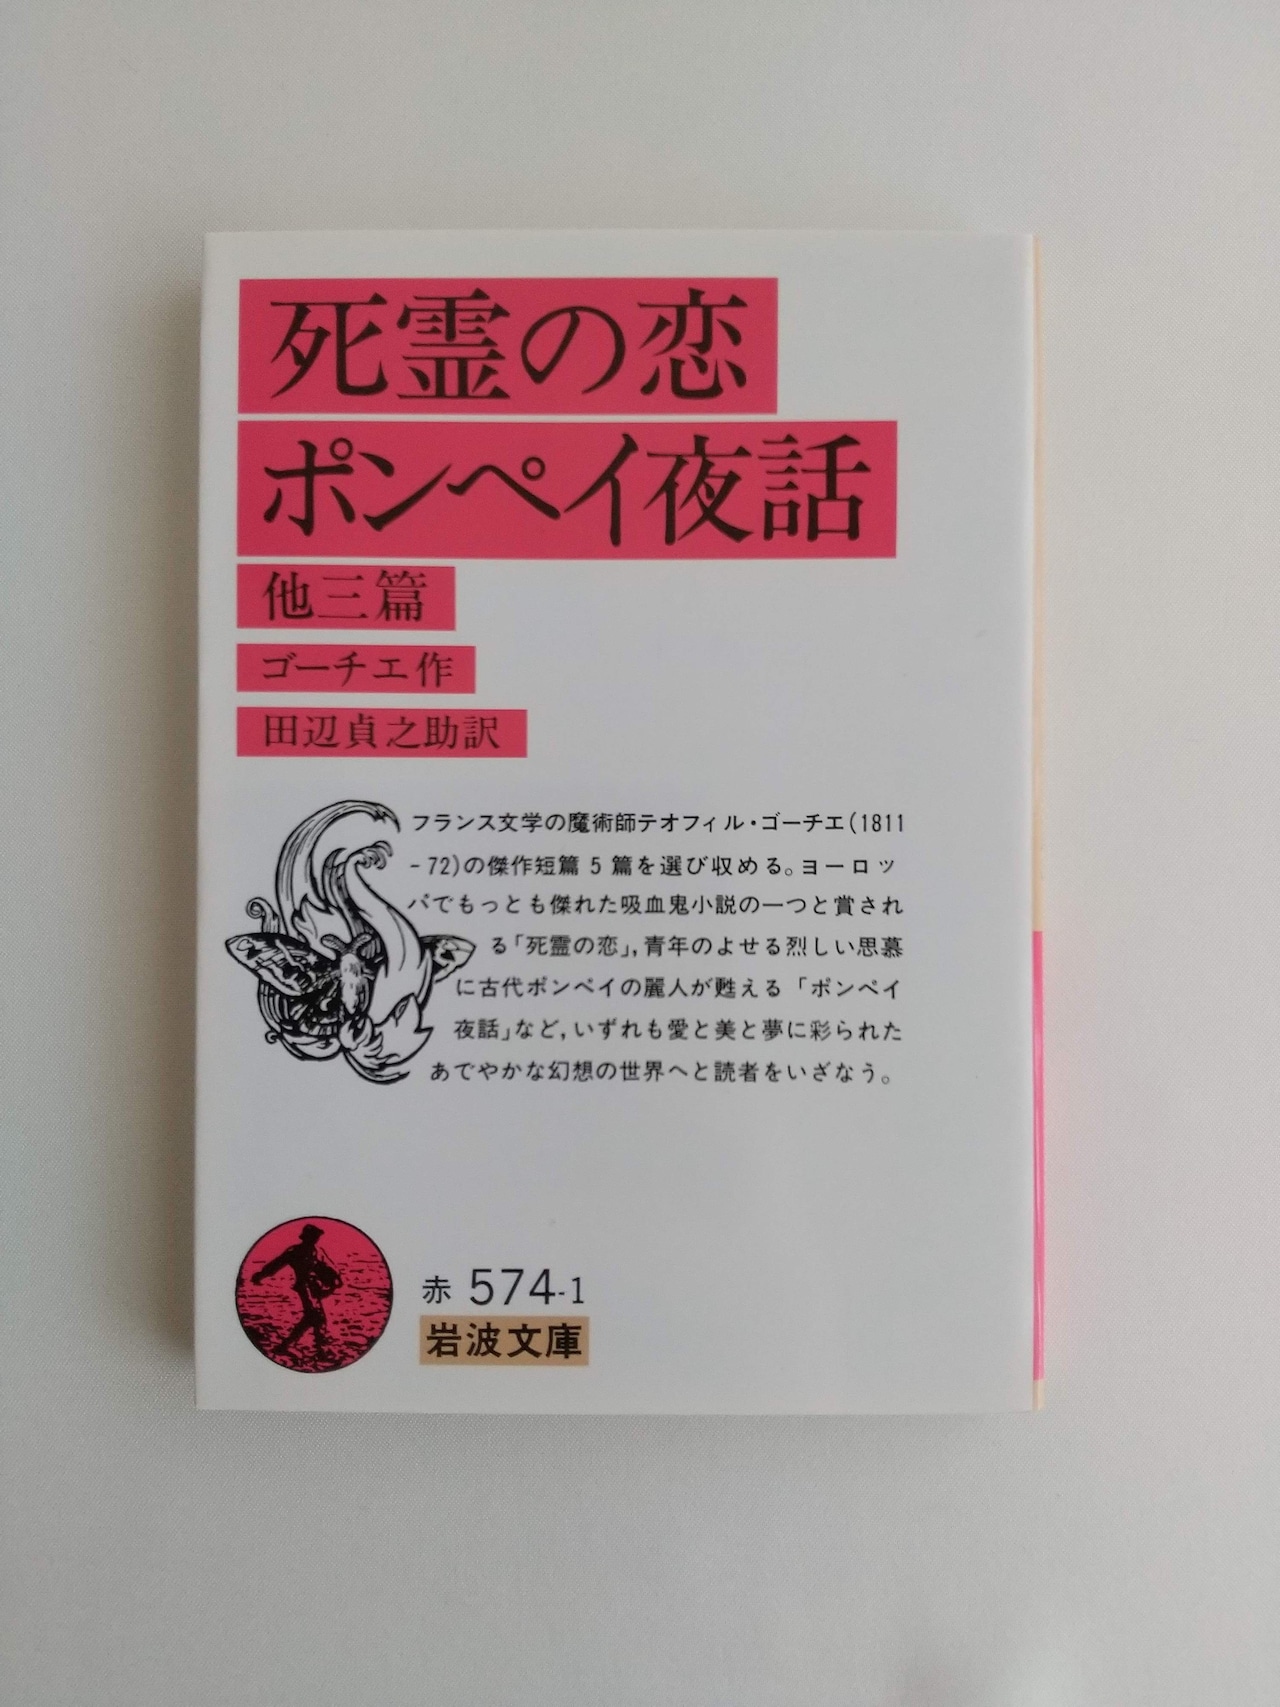 死霊の恋
ポンペイ夜話
他三篇
ゴーチエ作
田辺貞之助訳
フランス文学の魔術師テオフィル・ゴーチエ(1811
-72)の傑作短篇5篇を選び収める。ヨーロッ
パでもっとも傑れた吸血鬼小説の一つと賞され
る「死霊の恋」,青年のよせる烈しい思慕
に古代ポンペイの麗人が甦える「ポンペイ
夜話」など,いずれも愛と美と夢に彩られた
あでやかな幻想の世界へと読者をいざなう。
赤 574-1
岩波文庫